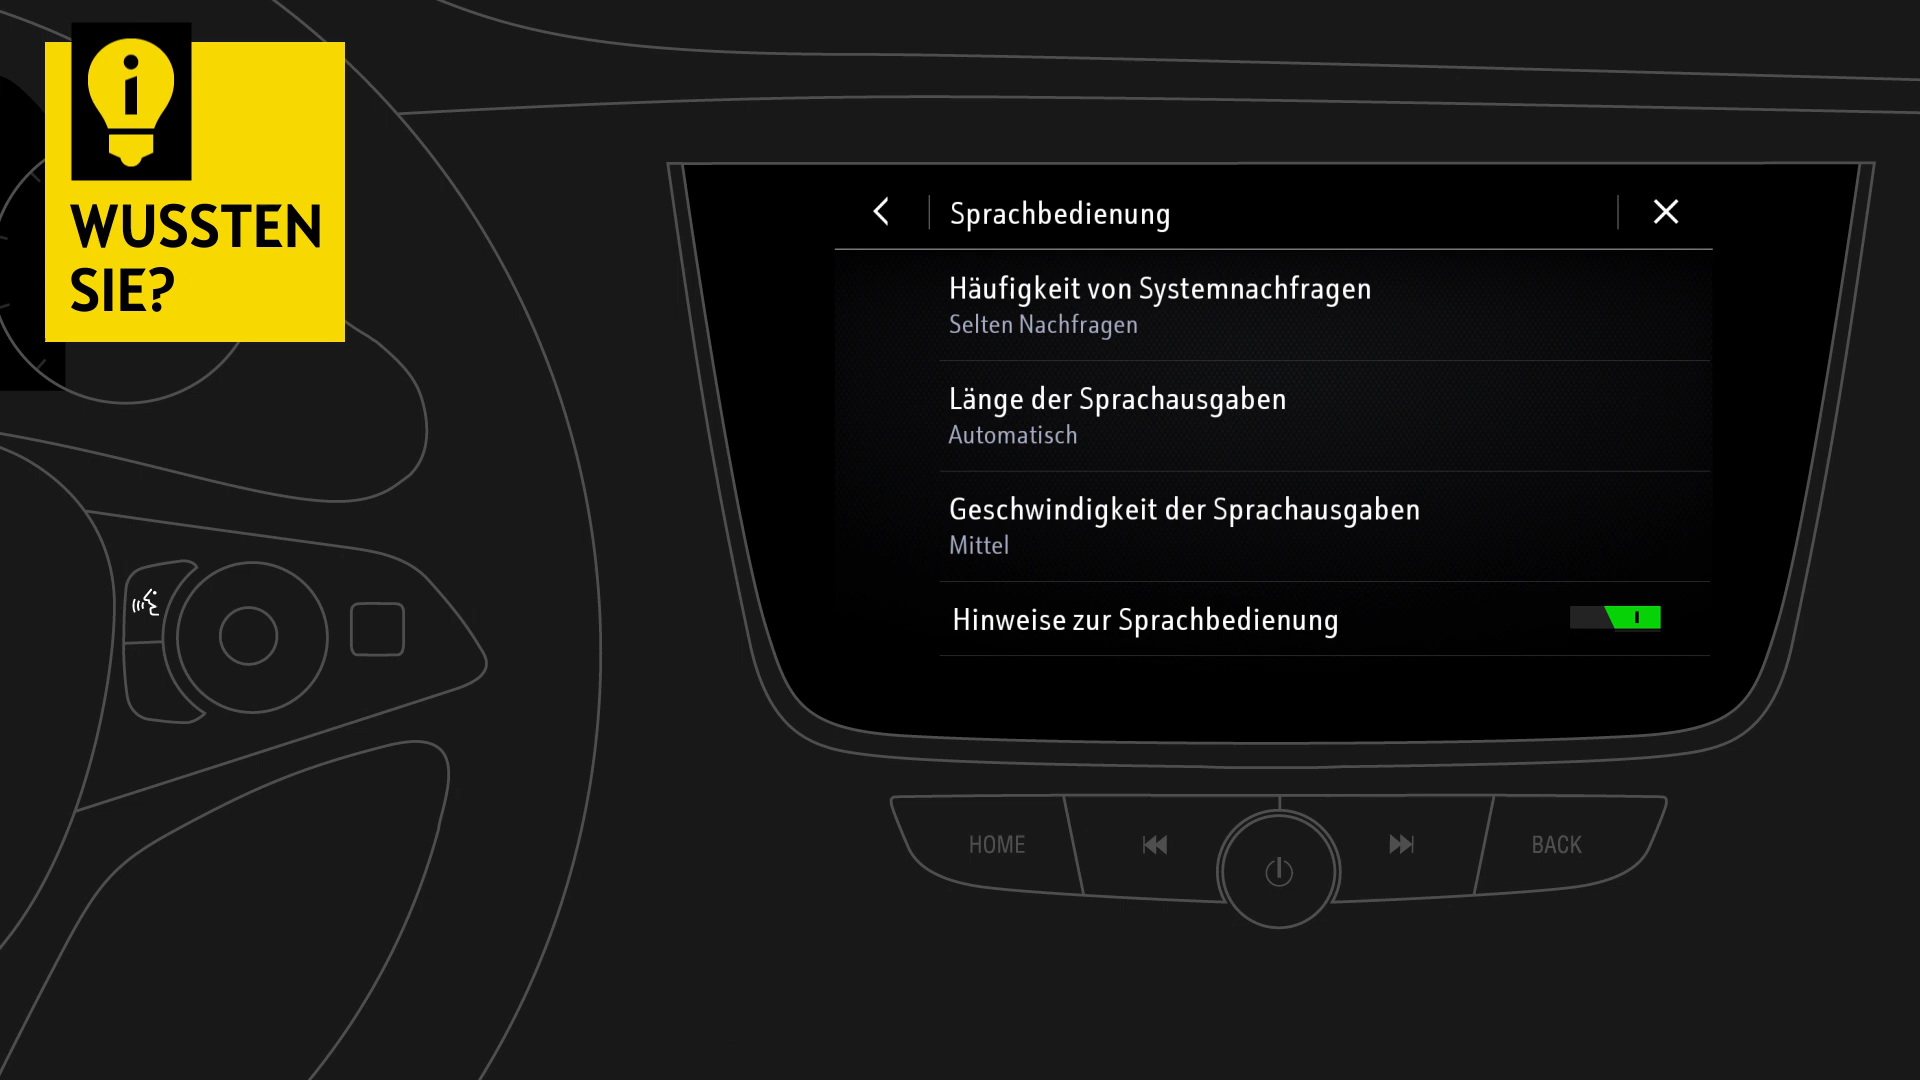 WUSSTEN
SIE?
Sprachbedienung
Häufigkeit von Systemnachfragen
Selten Nachfragen
Länge der Sprachausgaben
Automatisch
Geschwindigkeit der Sprachausgaben
Mittel
Hinweise zur Sprachbedienung
HOME
BACK